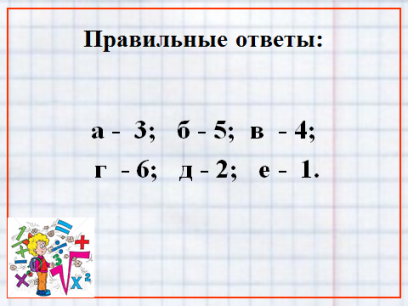 Правильные ответы:
а - 3; б - 5; в - 4;
г - 6; д - 2; е - 1.